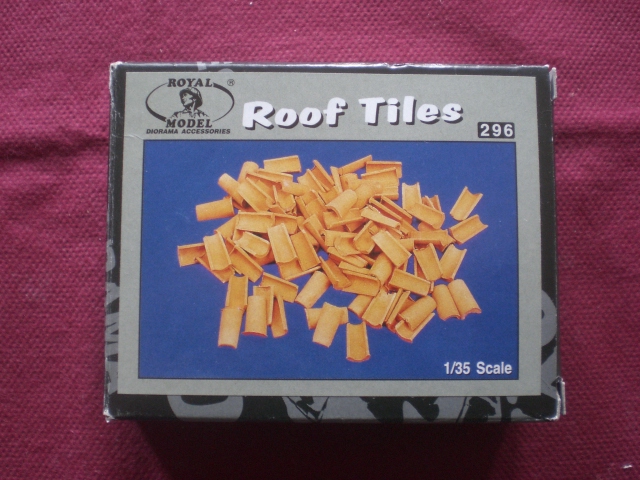 ROYAL ®
MODEL
DIORAMA ACCESSORIES
Roof Tiles
296
1/35 Scale